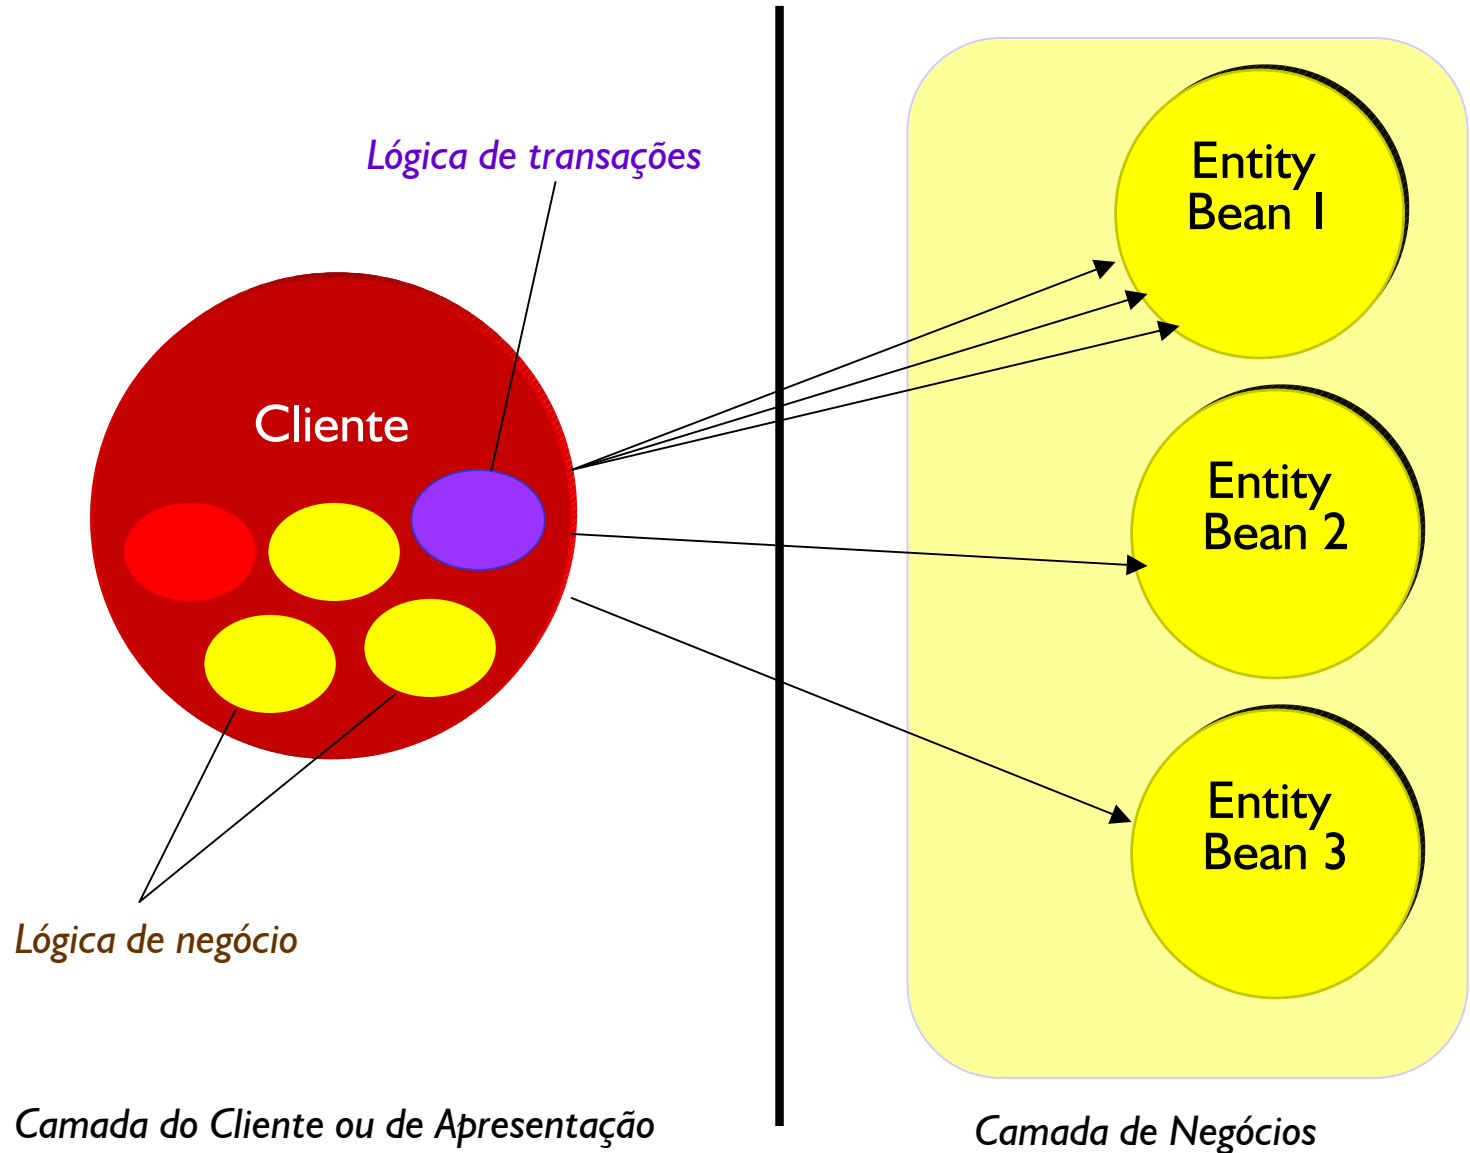 Lógica de transações
Entity
Bean 1
Cliente
Entity
Bean 2
Entity
Bean 3
Lógica de negócio
Camada do Cliente ou de Apresentação
Camada de Negócios